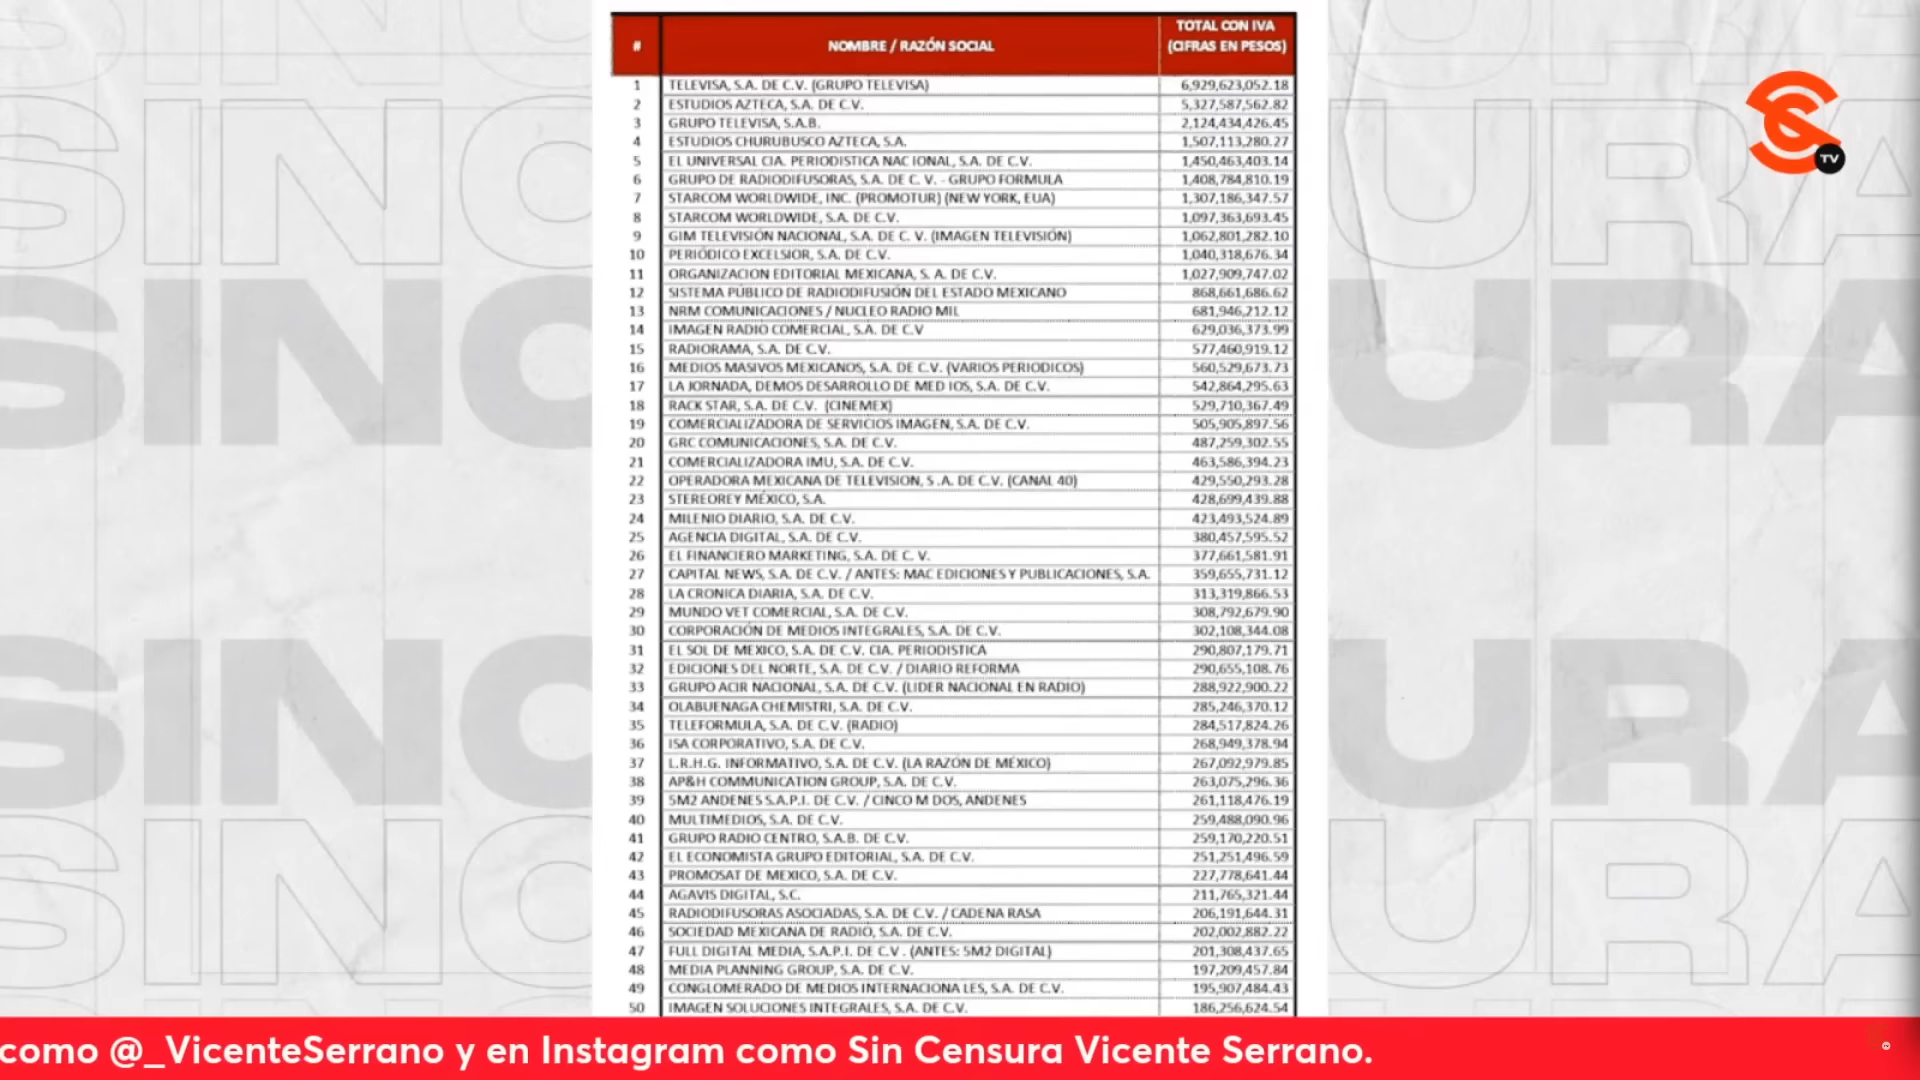 # NOMBRE / RAZÓN SOCIAL TOTAL CON IVA (CIFRAS EN PESOS)
1 TELEVISA, S.A. DE C.V. (GRUPO TELEVISA) 6,929,623,052.18
2 ESTUDIOS AZTECA, S.A. DE C.V. 5,327,587,562.82
3 GRUPO TELEVISA, S.A.B. 2,124,434,426.45
4 ESTUDIOS CHURUBUSCO AZTECA, S.A. 1,507,113,280.27
5 EL UNIVERSAL CIA. PERIODISTICA NAC IONAL, S.A. DE C.V. 1,450,463,403.14
6 GRUPO DE RADIODIFUSORAS, S.A. DE C. V. - GRUPO FORMULA 1,408,784,810.19
7 STARCOM WORLDWIDE, INC. (PROMOTUR) (NEW YORK, EUA) 1,307,186,347.57
8 STARCOM WORLDWIDE, S.A. DE C.V. 1,097,363,693.45
9 GIM TELEVISIÓN NACIONAL, S.A. DE C. V. (IMAGEN TELEVISIÓN) 1,062,801,282.10
10 PERIÓDICO EXCELSIOR, S.A. DE C.V. 1,040,318,676.34
11 ORGANIZACION EDITORIAL MEXICANA, S. A. DE C.V. 1,027,909,747.02
12 SISTEMA PÚBLICO DE RADIODIFUSIÓN DEL ESTADO MEXICANO 868,661,686.62
13 NRM COMUNICACIONES / NUCLEO RADIO MIL 681,946,212.12
14 IMAGEN RADIO COMERCIAL, S.A. DE C.V 629,036,373.99
15 RADIORAMA, S.A. DE C.V. 577,460,919.12
16 MEDIOS MASIVOS MEXICANOS, S.A. DE C.V. (VARIOS PERIODICOS) 560,529,673.73
17 LA JORNADA, DEMOS DESARROLLO DE MED IOS, S.A. DE C.V. 542,864,295.63
18 RACK STAR, S.A. DE C.V. (CINEMEX) 529,710,367.49
19 COMERCIALIZADORA DE SERVICIOS IMAGEN, S.A. DE C.V. 505,905,897.56
20 GRC COMUNICACIONES, S.A. DE C.V. 487,259,302.55
21 COMERCIALIZADORA IMU, S.A. DE C.V. 463,586,394.23
22 OPERADORA MEXICANA DE TELEVISION, S .A. DE C.V. (CANAL 40) 429,550,293.28
23 STEREOREY MÉXICO, S.A. 428,699,439.88
24 MILENIO DIARIO, S.A. DE C.V. 423,493,524.89
25 AGENCIA DIGITAL, S.A. DE C.V. 380,457,595.52
26 EL FINANCIERO MARKETING, S.A. DE C. V. 377,661,581.91
27 CAPITAL NEWS, S.A. DE C.V. / ANTES: MAC EDICIONES Y PUBLICACIONES, S.A. 359,655,731.12
28 LA CRONICA DIARIA, S.A. DE C.V. 313,319,866.53
29 MUNDO VET COMERCIAL, S.A. DE C.V. 308,792,679.90
30 CORPORACIÓN DE MEDIOS INTEGRALES, S.A. DE C.V. 302,108,344.08
31 EL SOL DE MEXICO, S.A. DE C.V. CIA. PERIODISTICA 290,807,179.71
32 EDICIONES DEL NORTE, S.A. DE C.V. / DIARIO REFORMA 290,655,108.76
33 GRUPO ACIR NACIONAL, S.A. DE C.V. (LIDER NACIONAL EN RADIO) 288,922,900.22
34 OLABUENAGA CHEMISTRI, S.A. DE C.V. 285,246,370.12
35 TELEFORMULA, S.A. DE C.V. (RADIO) 284,517,824.26
36 ISA CORPORATIVO, S.A. DE C.V. 268,949,378.94
37 L.R.H.G. INFORMATIVO, S.A. DE C.V. (LA RAZÓN DE MÉXICO) 267,092,979.85
38 AP&H COMMUNICATION GROUP, S.A. DE C.V. 263,075,296.36
39 5M2 ANDENES S.A.P.I. DE C.V. / CINCO M DOS, ANDENES 261,118,476.19
40 MULTIMEDIOS, S.A. DE C.V. 259,488,090.96
41 GRUPO RADIO CENTRO, S.A.B. DE C.V. 259,170,220.51
42 EL ECONOMISTA GRUPO EDITORIAL, S.A. DE C.V. 251,251,496.59
43 PROMOSAT DE MEXICO, S.A. DE C.V. 227,778,641.44
44 AGAVIS DIGITAL, S.C. 211,765,321.44
45 RADIODIFUSORAS ASOCIADAS, S.A. DE C.V. / CADENA RASA 206,191,644.31
46 SOCIEDAD MEXICANA DE RADIO, S.A. DE C.V. 202,002,882.22
47 FULL DIGITAL MEDIA, S.A.P.I. DE C.V . (ANTES: 5M2 DIGITAL) 201,308,437.65
48 MEDIA PLANNING GROUP, S.A. DE C.V. 197,209,457.84
49 CONGLOMERADO DE MEDIOS INTERNACIONA LES, S.A. DE C.V. 195,907,484.43
50 IMAGEN SOLUCIONES INTEGRALES, S.A. DE C.V. 186,256,624.54
TV
SINC URA
SINC URA
SINC URA
SINC URA
como @_VicenteSerrano y en Instagram como Sin Censura Vicente Serrano.